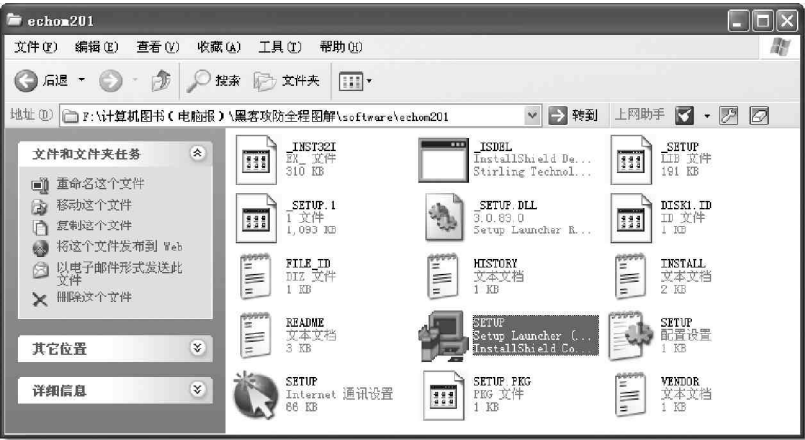 echom201
文件(F) 编辑(E) 查看(V) 收藏(A) 工具(T) 帮助(H)
后退 搜索 文件夹
地址(D) F:\计算机图书(电脑报)\黑客攻防全程图解\software\echom201 转到 上网助手
文件和文件夹任务
重命名这个文件
移动这个文件
复制这个文件
将这个文件发布到 Web
以电子邮件形式发送此
文件
删除这个文件
其它位置
详细信息
_INST32I
EX_ 文件
310 KB
_ISDEL
InstallShield De...
Stirling Technol...
_SETUP
LIB 文件
191 KB
_SETUP.1
1 文件
1,093 KB
_SETUP.DLL
3.0.83.0
Setup Launcher R...
DISK1.ID
ID 文件
1 KB
FILE_ID
DIZ 文件
1 KB
HISTORY
文本文档
1 KB
INSTALL
文本文档
2 KB
README
文本文档
3 KB
SETUP
Setup Launcher (...
InstallShield Co...
SETUP
配置设置
1 KB
SETUP
Internet 通讯设置
66 KB
SETUP.PKG
PKG 文件
1 KB
VENDOR
文本文档
1 KB